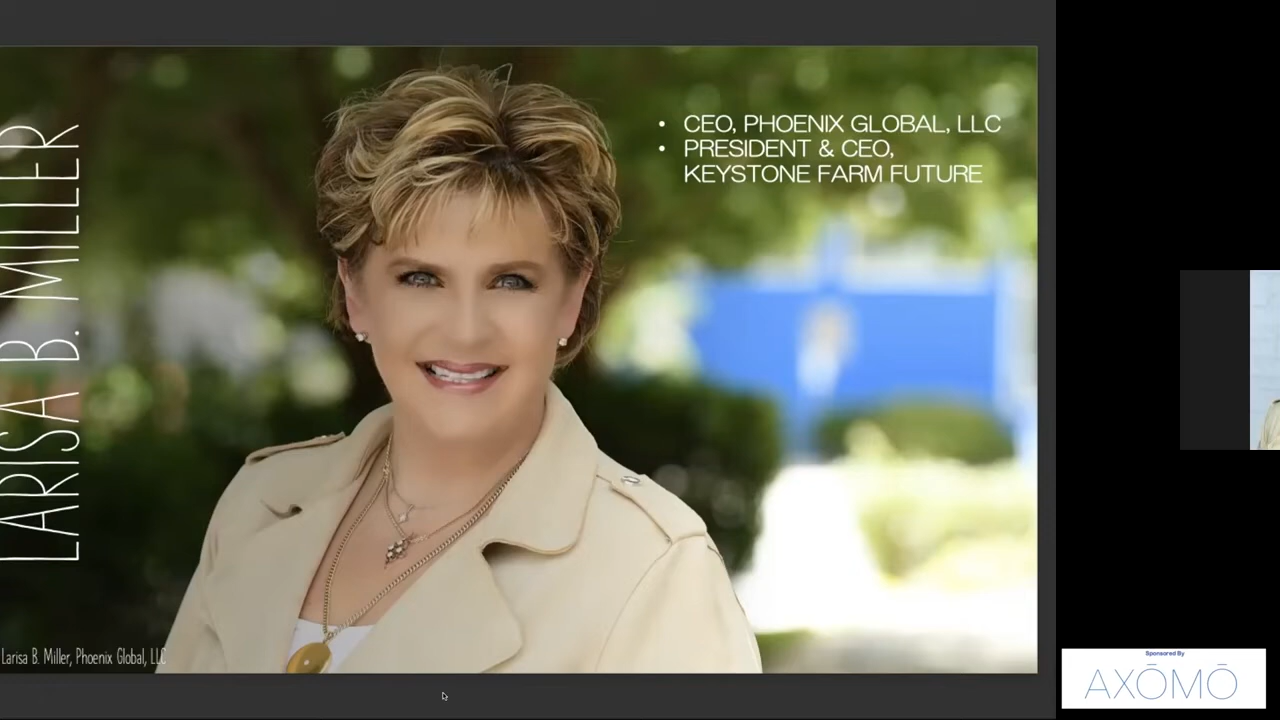 LARISA B. MILLER
• CEO, PHOENIX GLOBAL, LLC
• PRESIDENT & CEO,
KEYSTONE FARM FUTURE
Larisa B. Miller, Phoenix Global, LLC
Sponsored By
AXŌMŌ